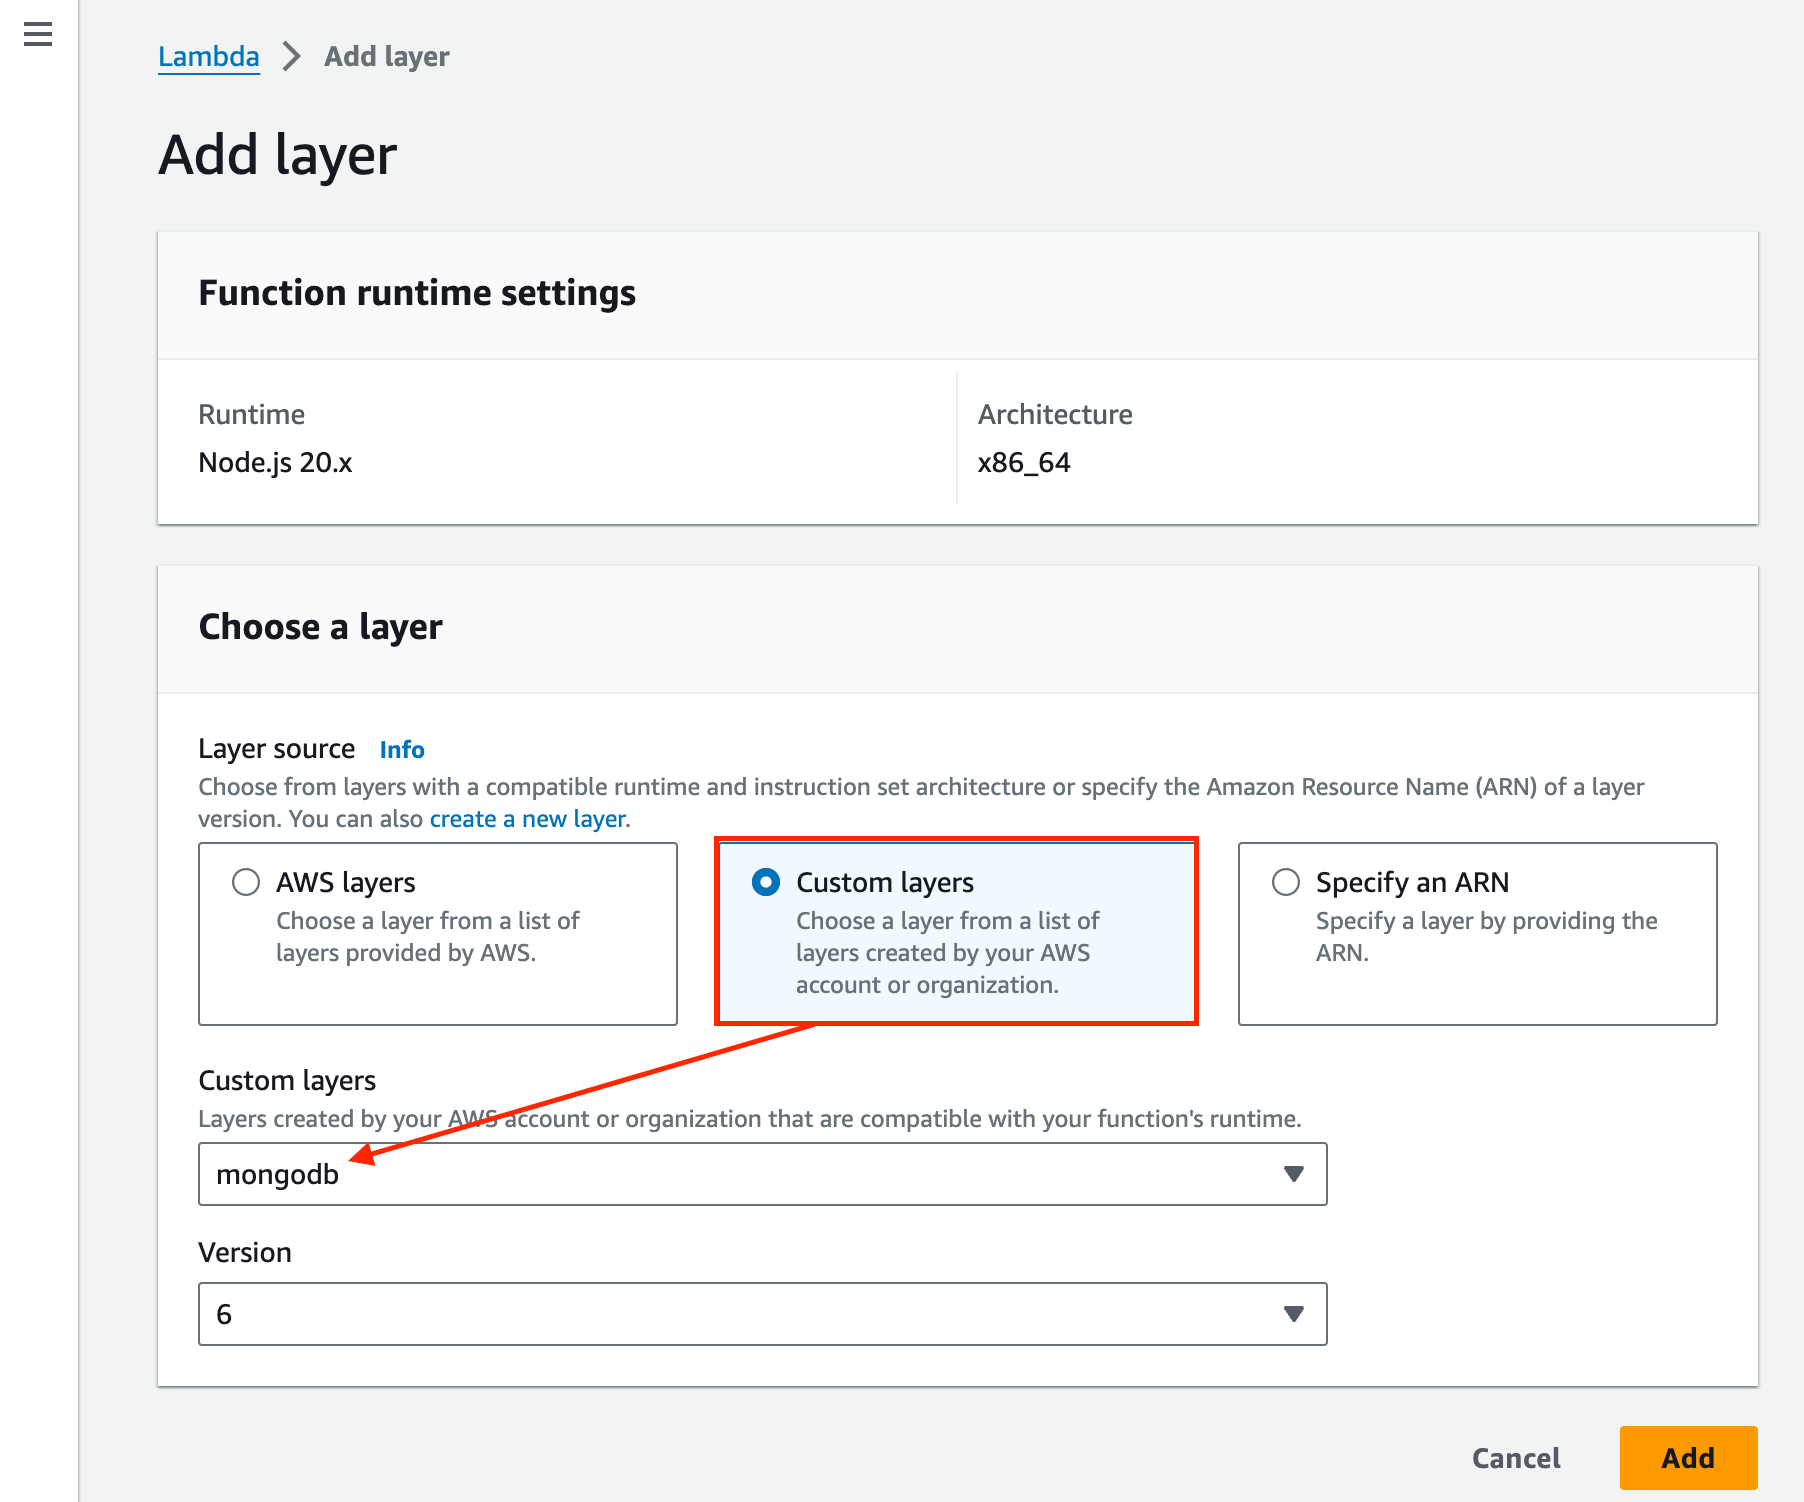 Lambda > Add layer
Add layer
Function runtime settings
Runtime
Node.js 20.x
Architecture
x86_64
Choose a layer
Layer source Info
Choose from layers with a compatible runtime and instruction set architecture or specify the Amazon Resource Name (ARN) of a layer
version. You can also create a new layer.
AWS layers
Choose a layer from a list of
layers provided by AWS.
Custom layers
Choose a layer from a list of
layers created by your AWS
account or organization.
Specify an ARN
Specify a layer by providing the
ARN.
Custom layers
Layers created by your AWS account or organization that are compatible with your function's runtime.
mongodb
Version
6
Cancel
Add